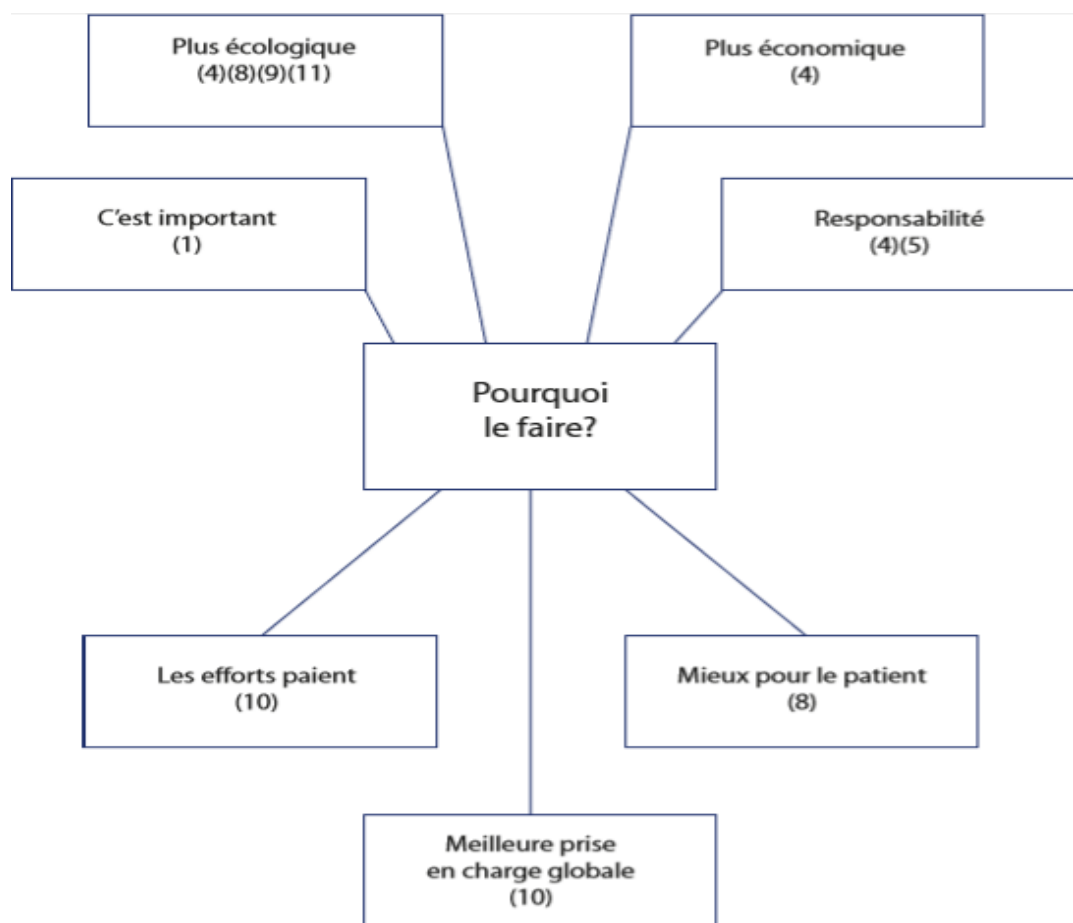 Plus écologique
(4)(8)(9)(11)
Plus économique
(4)
C'est important
(1)
Responsabilité
(4)(5)
Pourquoi
le faire?
Les efforts paient
(10)
Mieux pour le patient
(8)
Meilleure prise
en charge globale
(10)